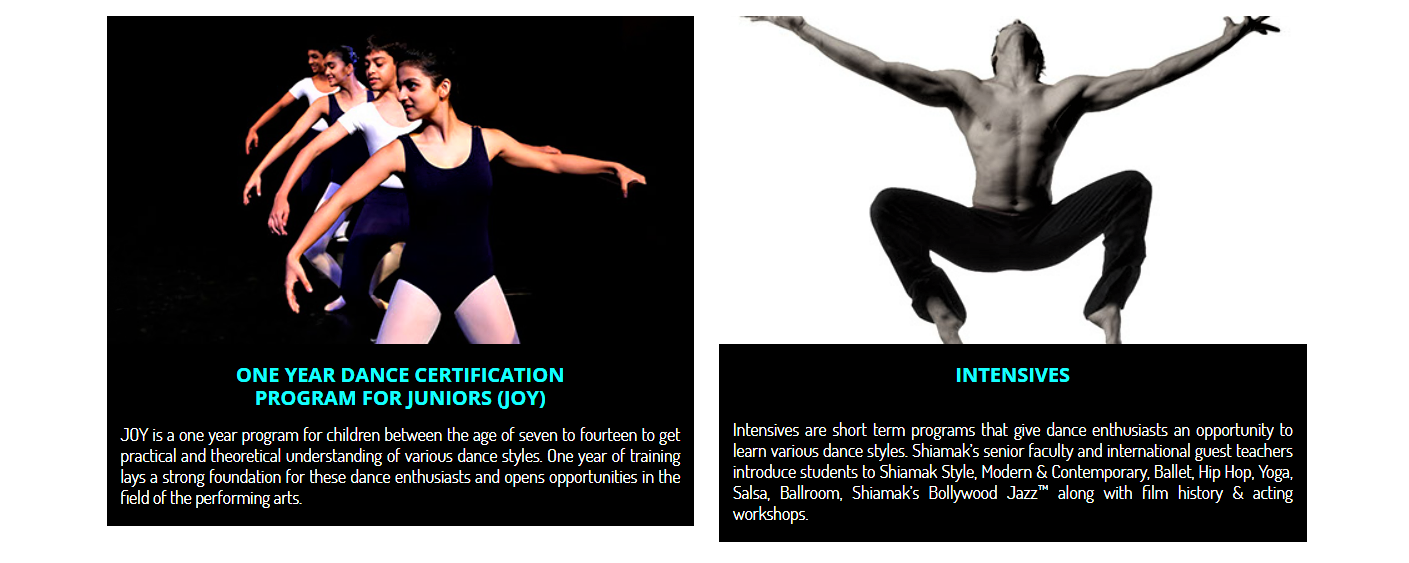 ONE YEAR DANCE CERTIFICATION
PROGRAM FOR JUNIORS (JOY)
JOY is a one year program for children between the age of seven to fourteen to get
practical and theoretical understanding of various dance styles. One year of training
lays a strong foundation for these dance enthusiasts and opens opportunities in the
field of the performing arts.
INTENSIVES
Intensives are short term programs that give dance enthusiasts an opportunity to
learn various dance styles. Shiamak's senior faculty and international guest teachers
introduce students to Shiamak Style, Modern & Contemporary, Ballet, Hip Hop, Yoga,
Salsa, Ballroom, Shiamak's Bollywood Jazz™ along with film history & acting
workshops.